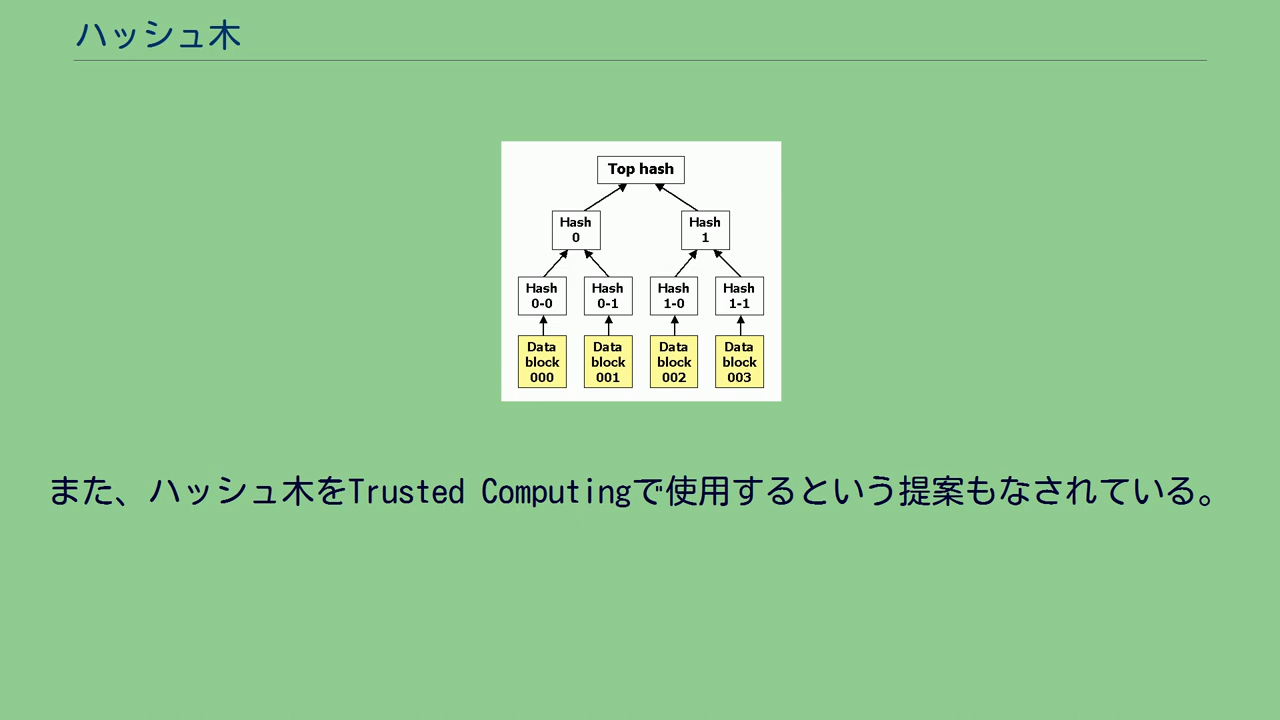 ハッシュ木
Top hash
Hash
0
Hash
1
Hash
0-0
Hash
0-1
Hash
1-0
Hash
1-1
Data
block
000
Data
block
001
Data
block
002
Data
block
003
また、ハッシュ木をTrusted Computingで使用するという提案もなされている。